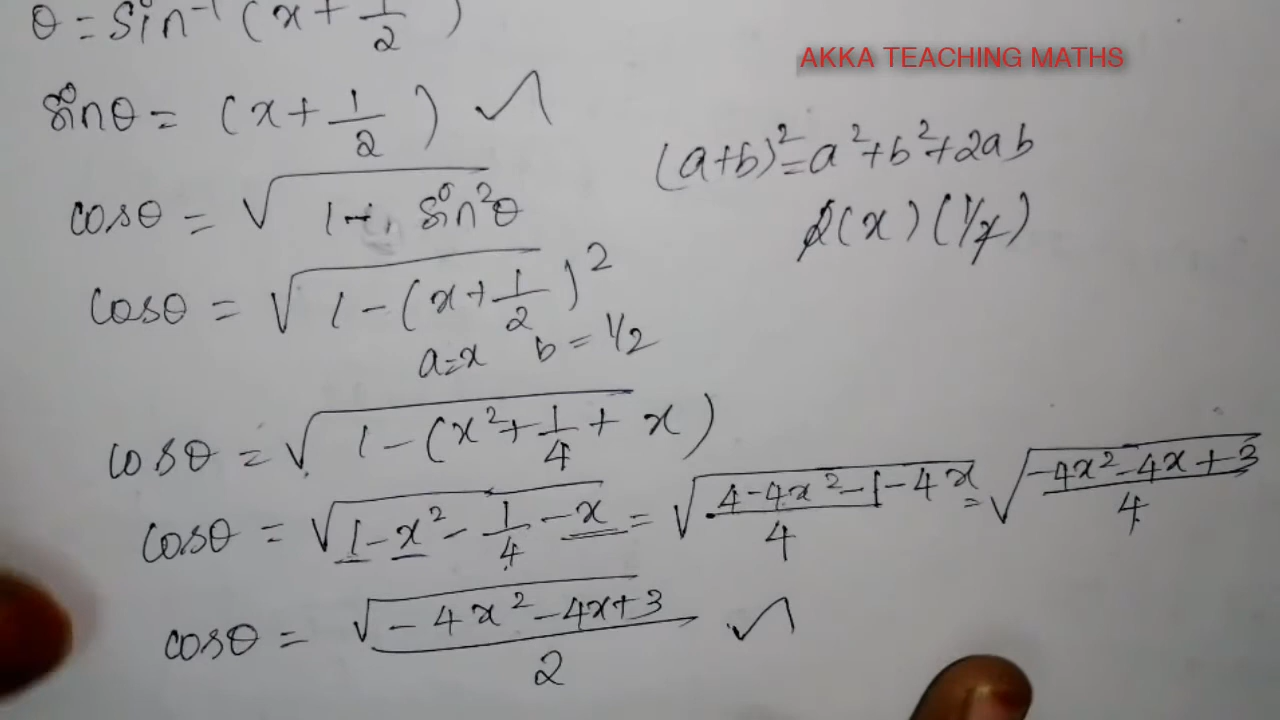 θ = sin⁻¹ (x + 1/2)
AKKA TEACHING MATHS
sinθ = (x + 1/2)
(a+b)² = a² + b² + 2ab
cosθ = √(1 - sin²θ)
2(x)(1/2)
cosθ = √(1 - (x + 1/2)²)
a = x b = 1/2
cosθ = √(1 - (x² + 1/4 + x))
cosθ = √(1 - x² - 1/4 - x) = √((4 - 4x² - 1 - 4x)/4) = √((-4x² - 4x + 3)/4)
cosθ = √(-4x² - 4x + 3)/2